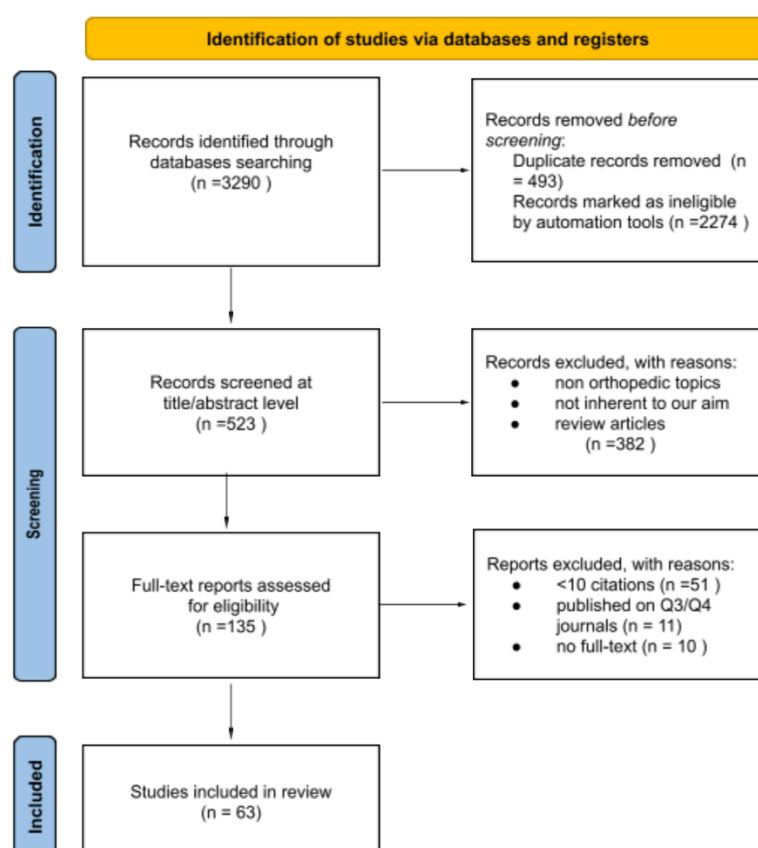 Identification of studies via databases and registers
Identification
Records identified through
databases searching
(n =3290 )
Records removed before
screening:
Duplicate records removed (n
= 493)
Records marked as ineligible
by automation tools (n =2274 )
Screening
Records screened at
title/abstract level
(n =523 )
Records excluded, with reasons:
● non orthopedic topics
● not inherent to our aim
● review articles
(n =382 )
Full-text reports assessed
for eligibility
(n =135 )
Reports excluded, with reasons:
● <10 citations (n =51 )
● published on Q3/Q4
journals (n = 11)
● no full-text (n = 10 )
Included
Studies included in review
(n = 63)